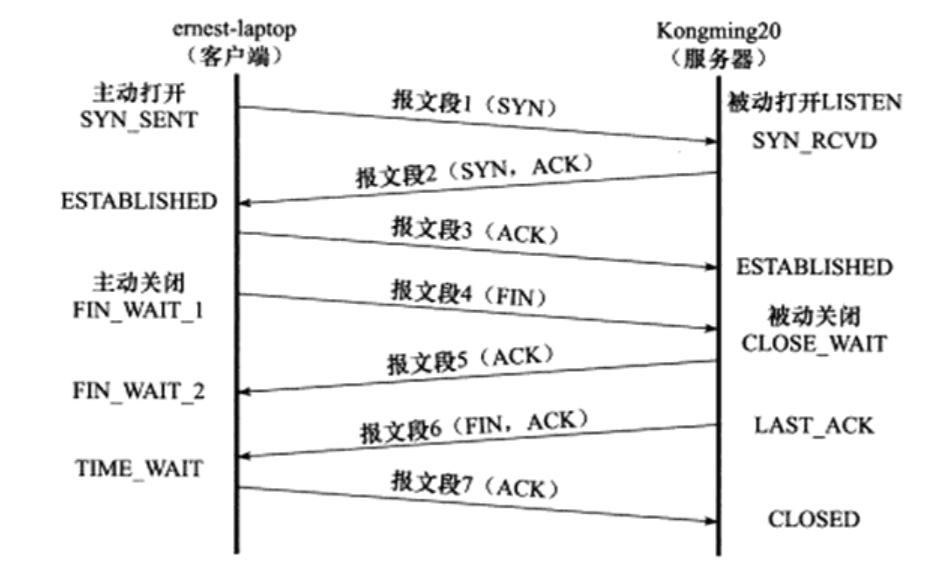 ernest-laptop
(客户端)
Kongming20
(服务器)
主动打开
SYN_SENT
报文段1(SYN)
被动打开LISTEN
SYN_RCVD
报文段2(SYN,ACK)
ESTABLISHED
报文段3(ACK)
ESTABLISHED
主动关闭
FIN_WAIT_1
报文段4(FIN)
被动关闭
CLOSE_WAIT
报文段5(ACK)
FIN_WAIT_2
报文段6(FIN,ACK)
LAST_ACK
TIME_WAIT
报文段7(ACK)
CLOSED